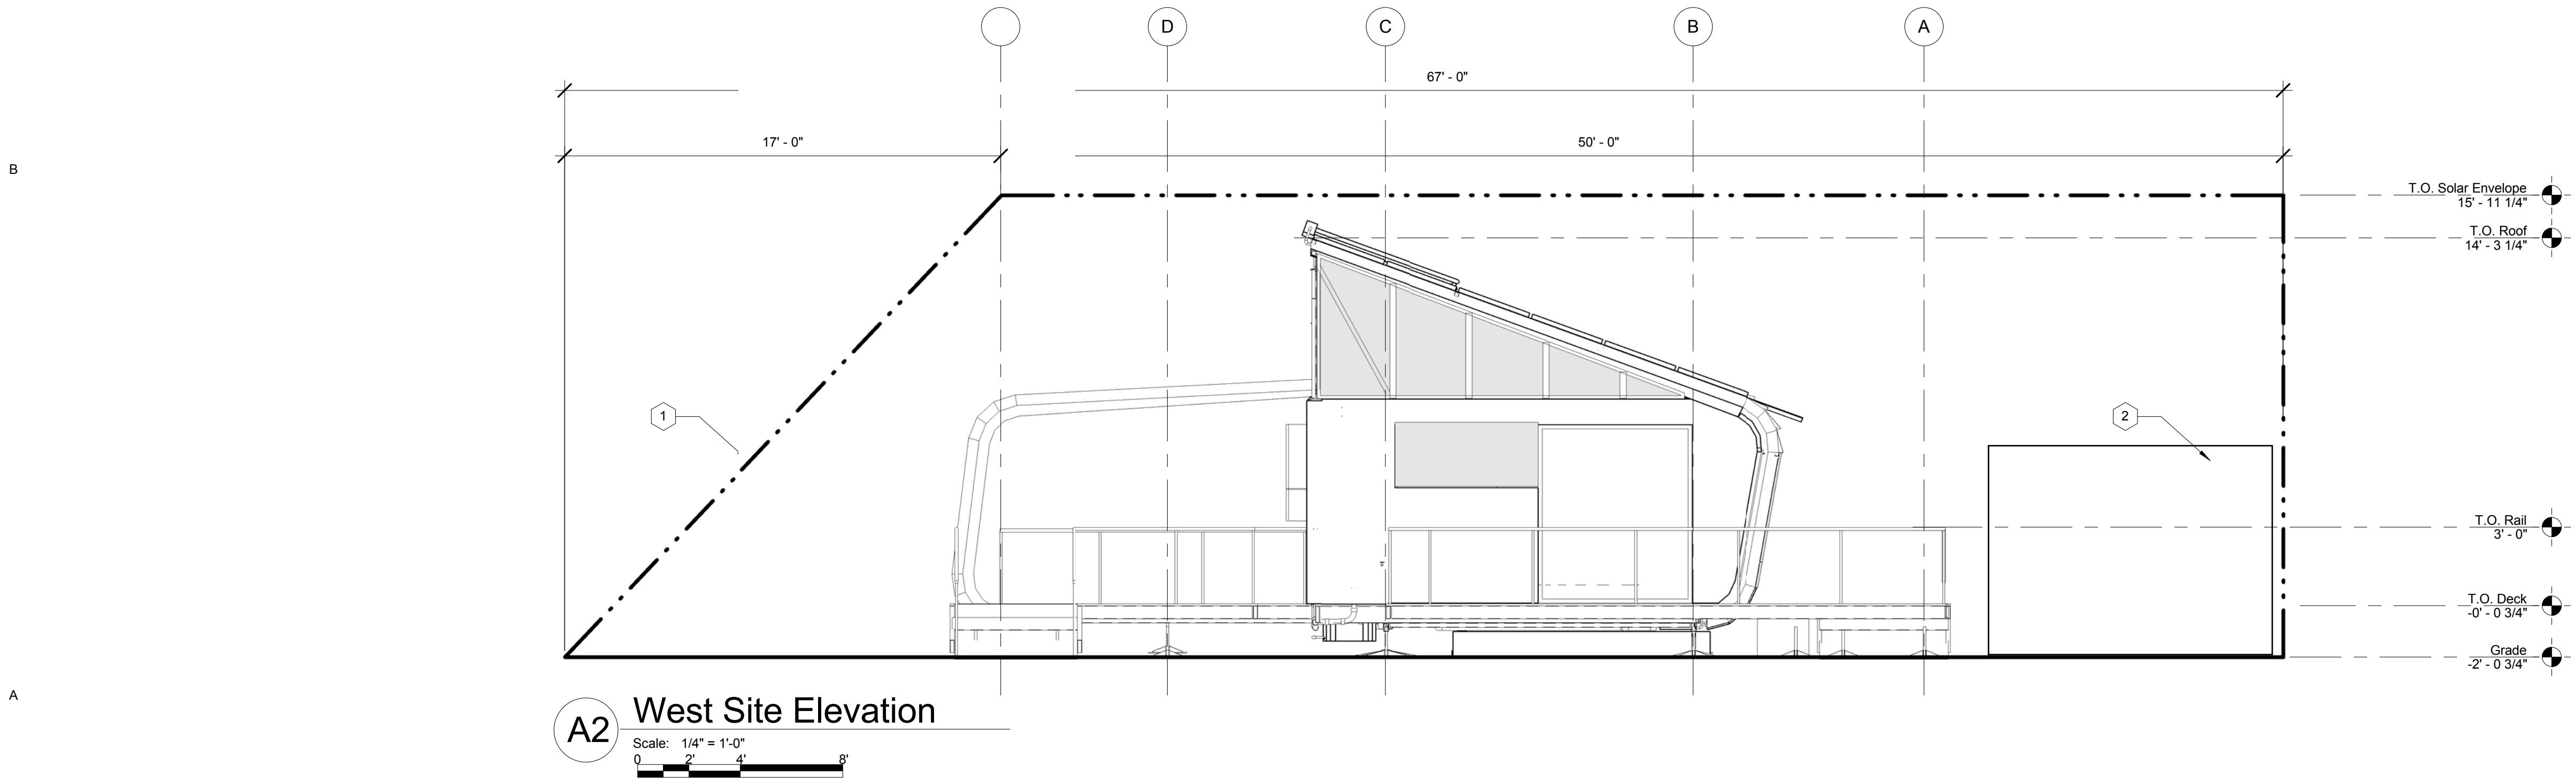 D
C
B
A
67' - 0"
17' - 0"
50' - 0"
B
T.O. Solar Envelope
15' - 11 1/4"
T.O. Roof
14' - 3 1/4"
1
2
T.O. Rail
3' - 0"
T.O. Deck
-0' - 0 3/4"
Grade
-2' - 0 3/4"
A
A2
West Site Elevation
Scale: 1/4" = 1'-0"
0 2' 4' 8'